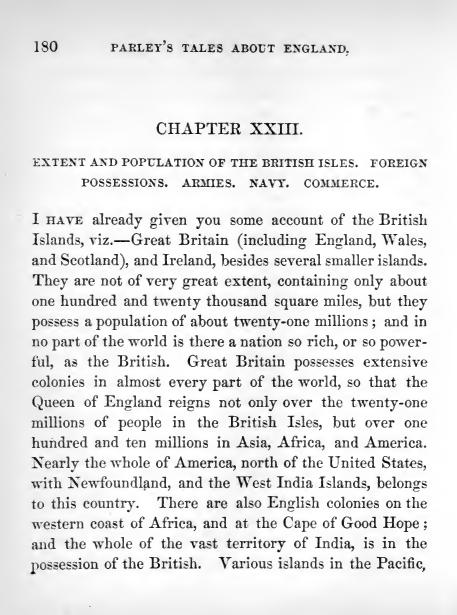 180 PARLEY'S TALES ABOUT ENGLAND.
CHAPTER XXIII.
EXTENT AND POPULATION OF THE BRITISH ISLES. FOREIGN
POSSESSIONS. ARMIES. NAVY. COMMERCE.
I HAVE already given you some account of the British
Islands, viz.—Great Britain (including England, Wales,
and Scotland), and Ireland, besides several smaller islands.
They are not of very great extent, containing only about
one hundred and twenty thousand square miles, but they
possess a population of about twenty-one millions; and in
no part of the world is there a nation so rich, or so power-
ful, as the British. Great Britain possesses extensive
colonies in almost every part of the world, so that the
Queen of England reigns not only over the twenty-one
millions of people in the British Isles, but over one
hundred and ten millions in Asia, Africa, and America.
Nearly the whole of America, north of the United States,
with Newfoundland, and the West India Islands, belongs
to this country. There are also English colonies on the
western coast of Africa, and at the Cape of Good Hope;
and the whole of the vast territory of India, is in the
possession of the British. Various islands in the Pacific,